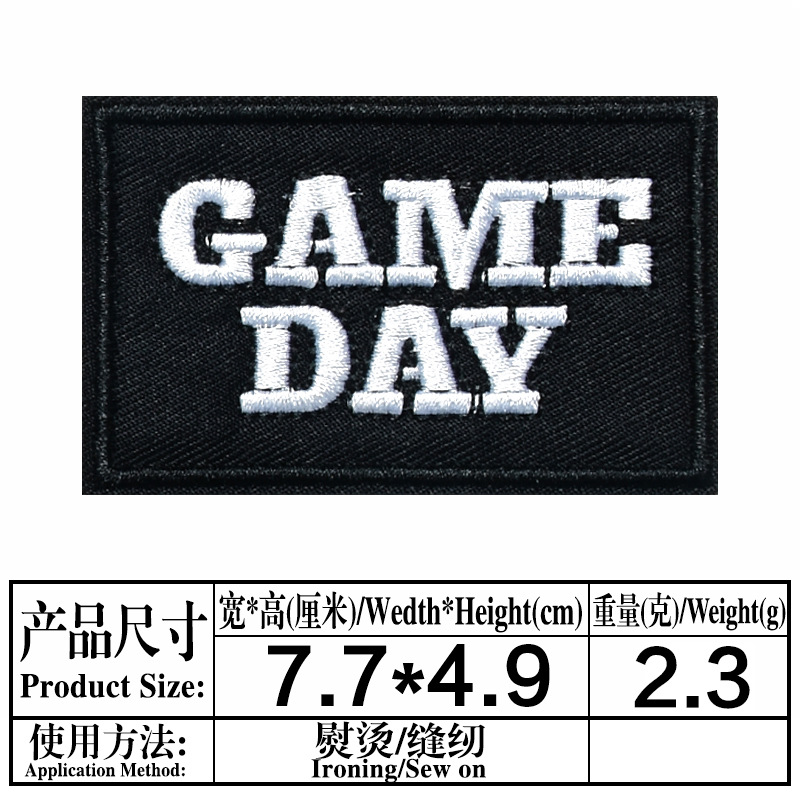 GAME
DAY
产品尺寸
Product Size:
宽*高(厘米)/Wedth*Height(cm)
重量(克)/Weight(g)
7.7*4.9
2.3
使用方法:
Application Method:
熨烫/缝纫
Ironing/Sew on